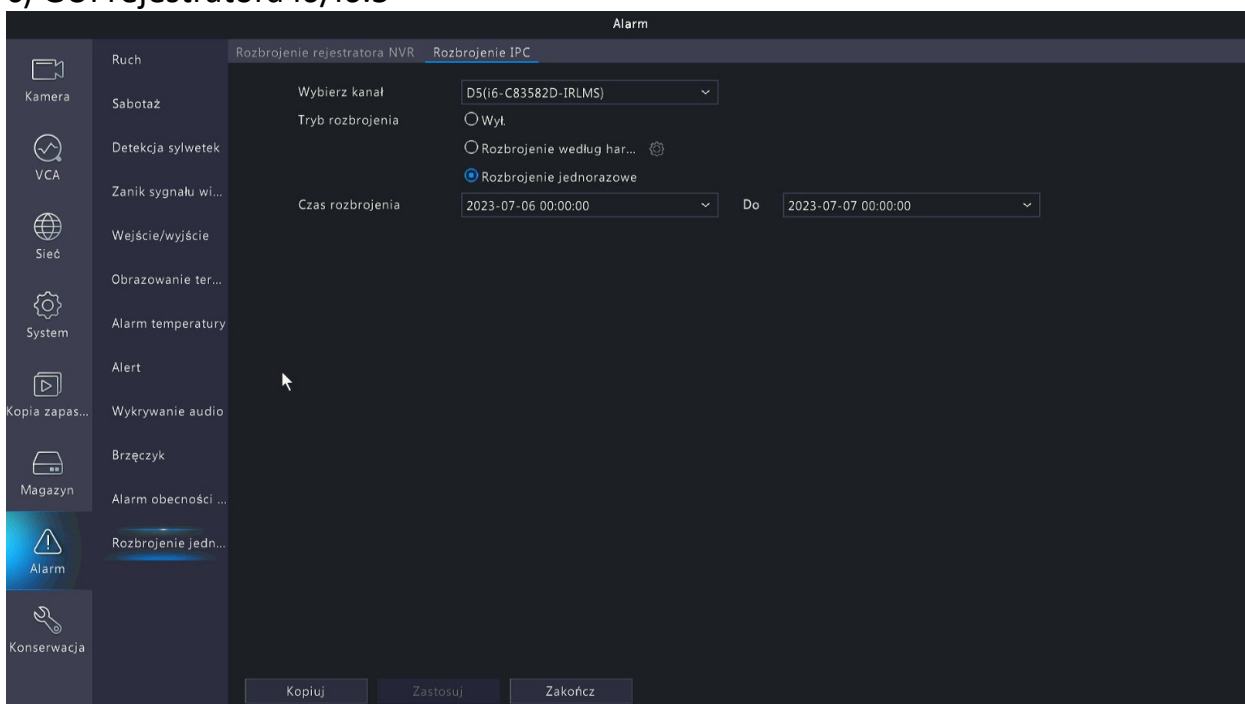 Alarm
Rozbrojenie rejestratora NVR Rozbrojenie IPC
Kamera
VCA
Sieć
System
Kopia zapas...
Magazyn
Alarm
Konserwacja
Ruch
Sabotaż
Detekcja sylwetek
Zanik sygnału wi...
Wejście/wyjście
Obrazowanie ter...
Alarm temperatury
Alert
Wykrywanie audio
Brzęczyk
Alarm obecności ...
Rozbrojenie jedn...
Wybierz kanał D5(i6-C83582D-IRLMS)
Tryb rozbrojenia Wył.
Rozbrojenie według har...
Rozbrojenie jednorazowe
Czas rozbrojenia 2023-07-06 00:00:00 Do 2023-07-07 00:00:00
Kopiuj Zastosuj Zakończ